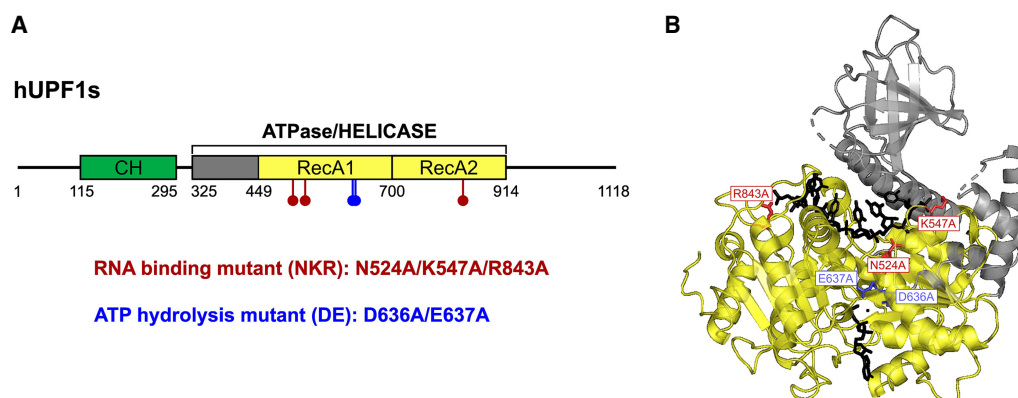 A
hUPF1s
ATPase/HELICASE
CH
RecA1
RecA2
1
115
295
325
449
700
914
1118
RNA binding mutant (NKR): N524A/K547A/R843A
ATP hydrolysis mutant (DE): D636A/E637A
B
R843A
K547A
N524A
E637A
D636A